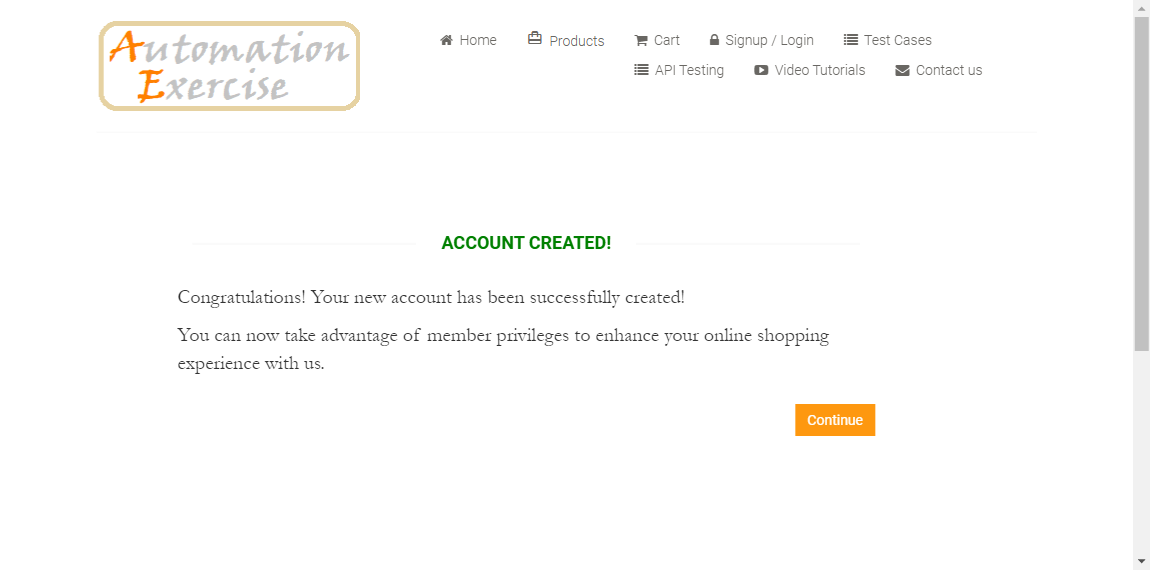 Automation
Exercise
Home Products Cart Signup / Login Test Cases
API Testing Video Tutorials Contact us
ACCOUNT CREATED!
Congratulations! Your new account has been successfully created!
You can now take advantage of member privileges to enhance your online shopping
experience with us.
Continue